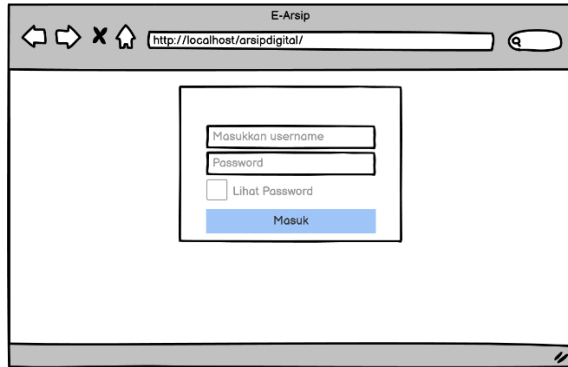 E-Arsip
http://localhost/arsipdigital/
Masukkan username
Password
Lihat Password
Masuk